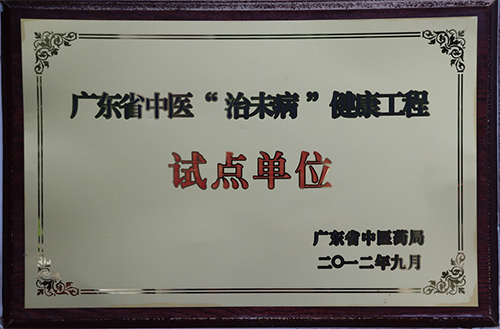 广东省中医“治未病”健康工程
试点单位
广东省中医药局
二〇一二年九月